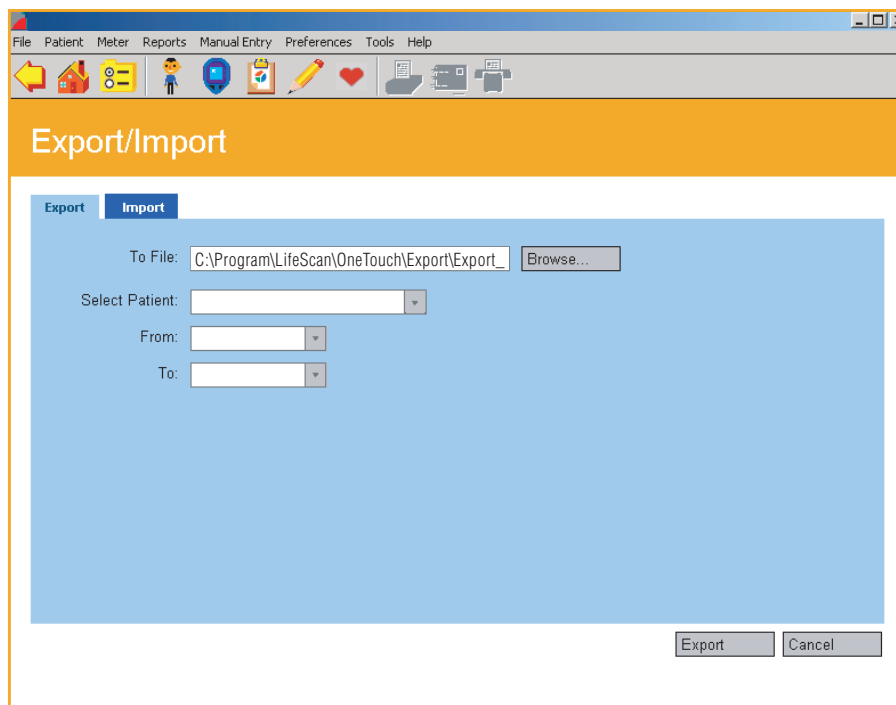 File Patient Meter Reports Manual Entry Preferences Tools Help
Export/Import
Export Import
To File: C:\Program\LifeScan\OneTouch\Export\Export_ Browse...
Select Patient:
From:
To:
Export Cancel